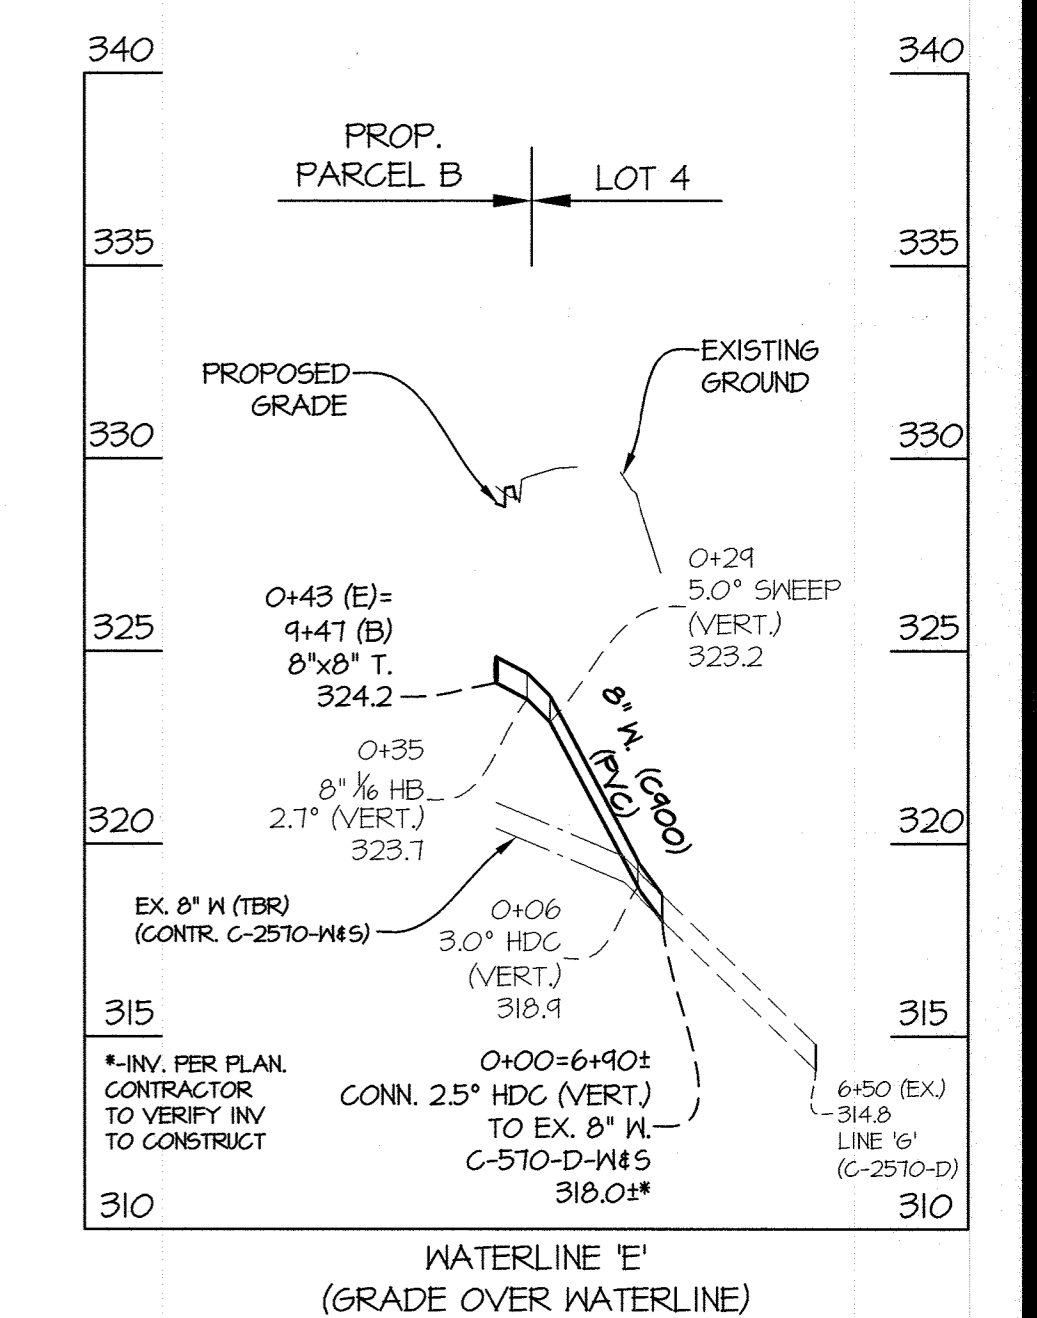 340
340
PROP.
PARCEL B
LOT 4
335
335
PROPOSED
GRADE
EXISTING
GROUND
330
330
0+29
5.0° SWEEP
(VERT.)
323.2
0+43 (E)=
9+47 (B)
8"x8" T.
324.2
325
325
8" W. (C900)
(PVC)
0+35
8" 1/16 HB
2.7° (VERT.)
323.7
320
320
EX. 8" W (TBR)
(CONTR. C-2570-W&S)
0+06
3.0° HDC
(VERT.)
318.9
315
315
*-INV. PER PLAN.
CONTRACTOR
TO VERIFY INV
TO CONSTRUCT
0+00=6+90±
CONN. 2.5° HDC (VERT.)
TO EX. 8" W.
C-570-D-W&S
318.0±*
6+50 (EX.)
314.8
LINE 'G'
(C-2570-D)
310
310
WATERLINE 'E'
(GRADE OVER WATERLINE)